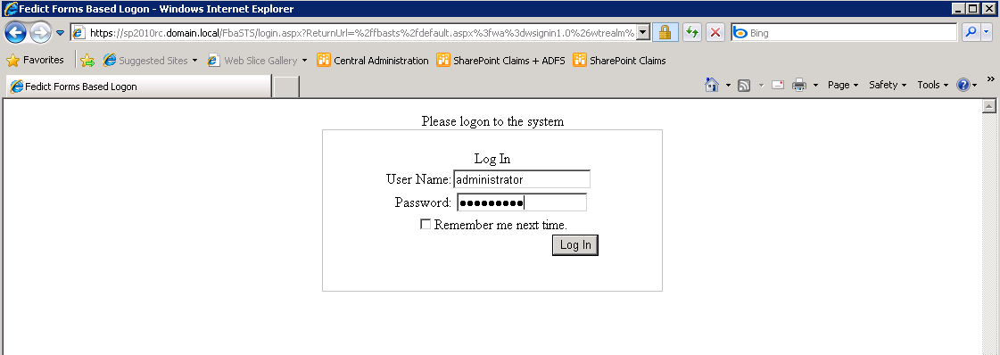 Fedict Forms Based Logon - Windows Internet Explorer
https://sp2010rc.domain.local/FbaSTS/login.aspx?ReturnUrl=%2ffbasts%2fdefault.aspx%3fwa%3dwsignin1.0%26wtrealm% Bing
Favorites Suggested Sites Web Slice Gallery Central Administration SharePoint Claims + ADFS SharePoint Claims
Fedict Forms Based Logon Page Safety Tools
Please logon to the system
Log In
User Name: administrator
Password: ●●●●●●●●●
Remember me next time.
Log In